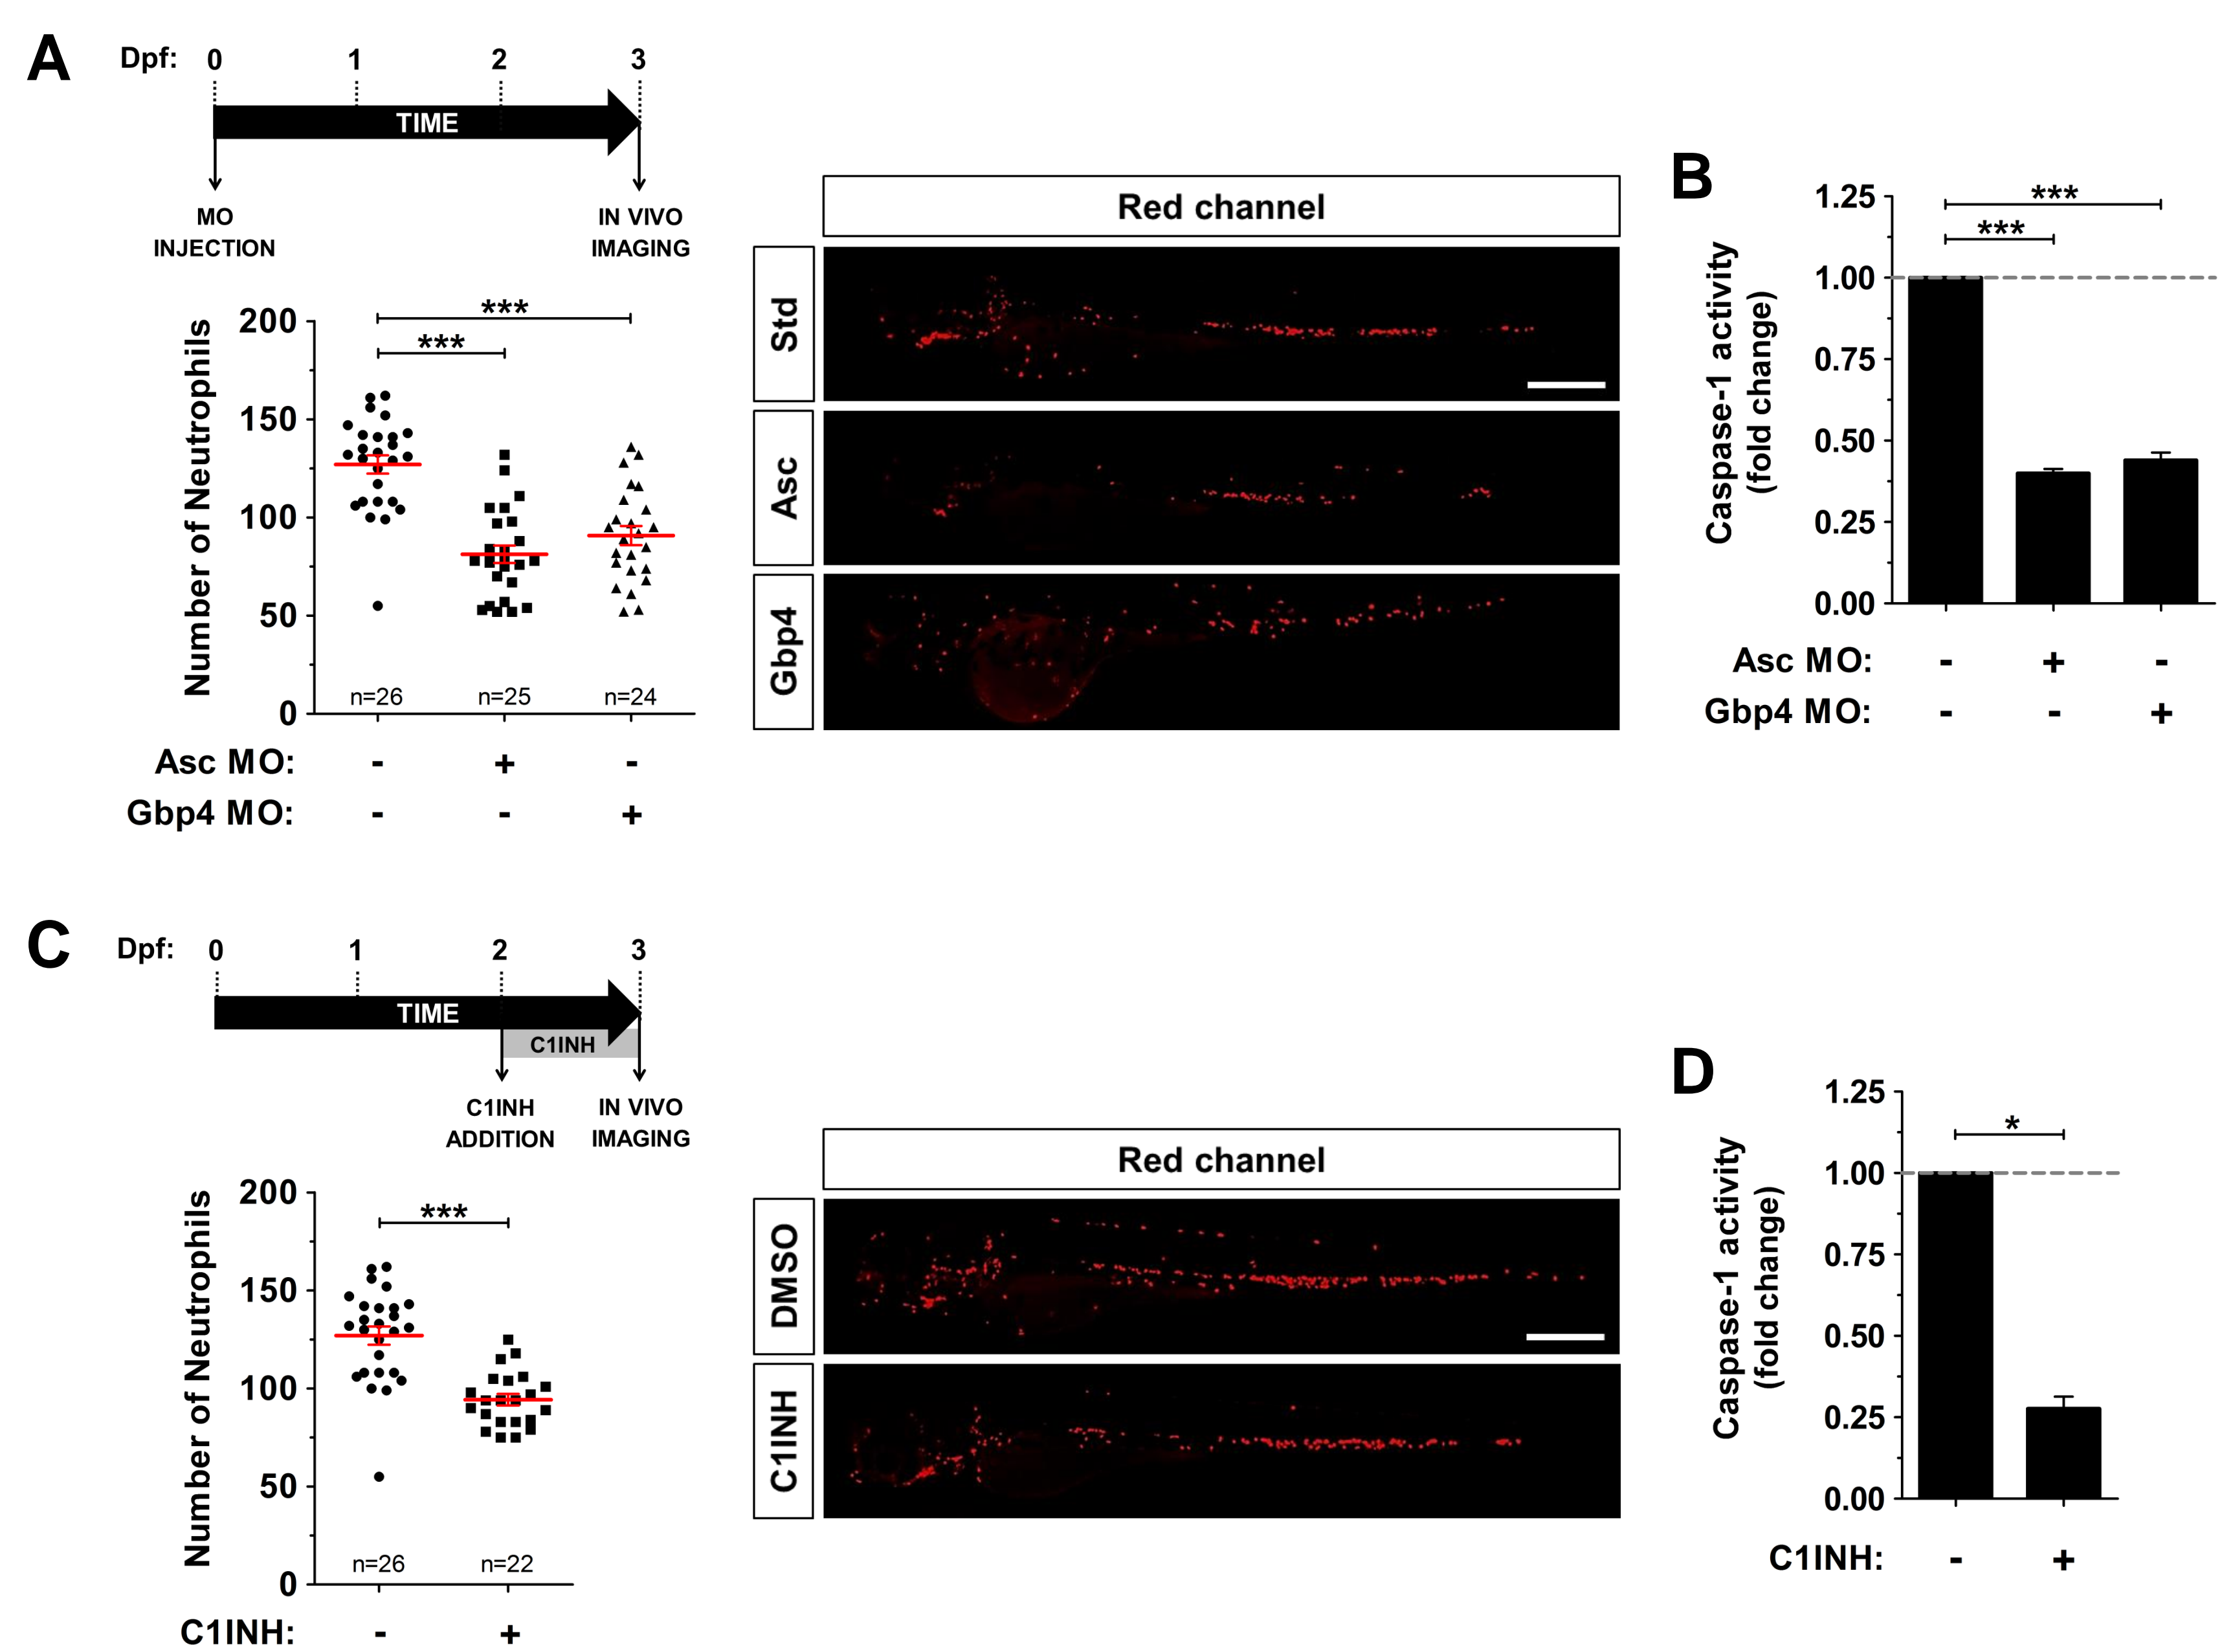 A
Dpf: 0 1 2 3
TIME
MO
INJECTION
IN VIVO
IMAGING
Number of Neutrophils
200
150
100
50
0
***
***
n=26 n=25 n=24
Asc MO: - + -
Gbp4 MO: - - +
Red channel
Std
Asc
Gbp4
B
Caspase-1 activity
(fold change)
1.25
1.00
0.75
0.50
0.25
0.00
***
***
Asc MO: - + -
Gbp4 MO: - - +
C
Dpf: 0 1 2 3
TIME
C1INH
C1INH
ADDITION
IN VIVO
IMAGING
Number of Neutrophils
200
150
100
50
0
***
n=26 n=22
C1INH: - +
Red channel
DMSO
C1INH
D
Caspase-1 activity
(fold change)
1.25
1.00
0.75
0.50
0.25
0.00
*
C1INH: - +